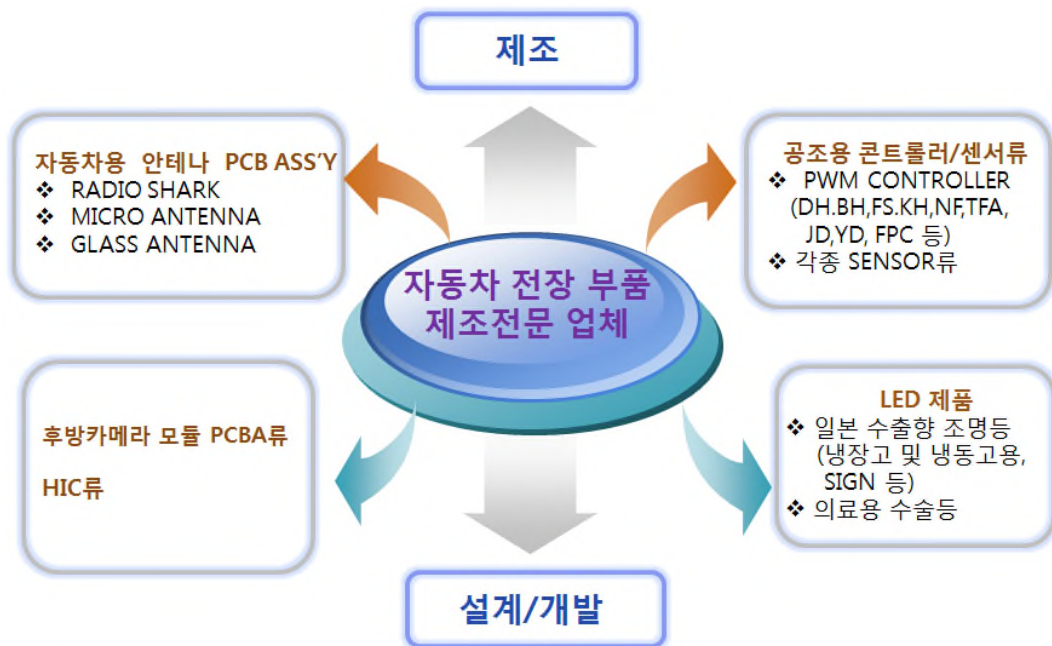 제조
자동차용 안테나 PCB ASS'Y
❖ RADIO SHARK
❖ MICRO ANTENNA
❖ GLASS ANTENNA
공조용 콘트롤러/센서류
❖ PWM CONTROLLER
(DH.BH,FS.KH,NF,TFA,
JD,YD, FPC 등)
❖ 각종 SENSOR류
자동차 전장 부품
제조전문 업체
후방카메라 모듈 PCBA류
HIC류
LED 제품
❖ 일본 수출향 조명등
(냉장고 및 냉동고용,
SIGN 등)
❖ 의료용 수술등
설계/개발